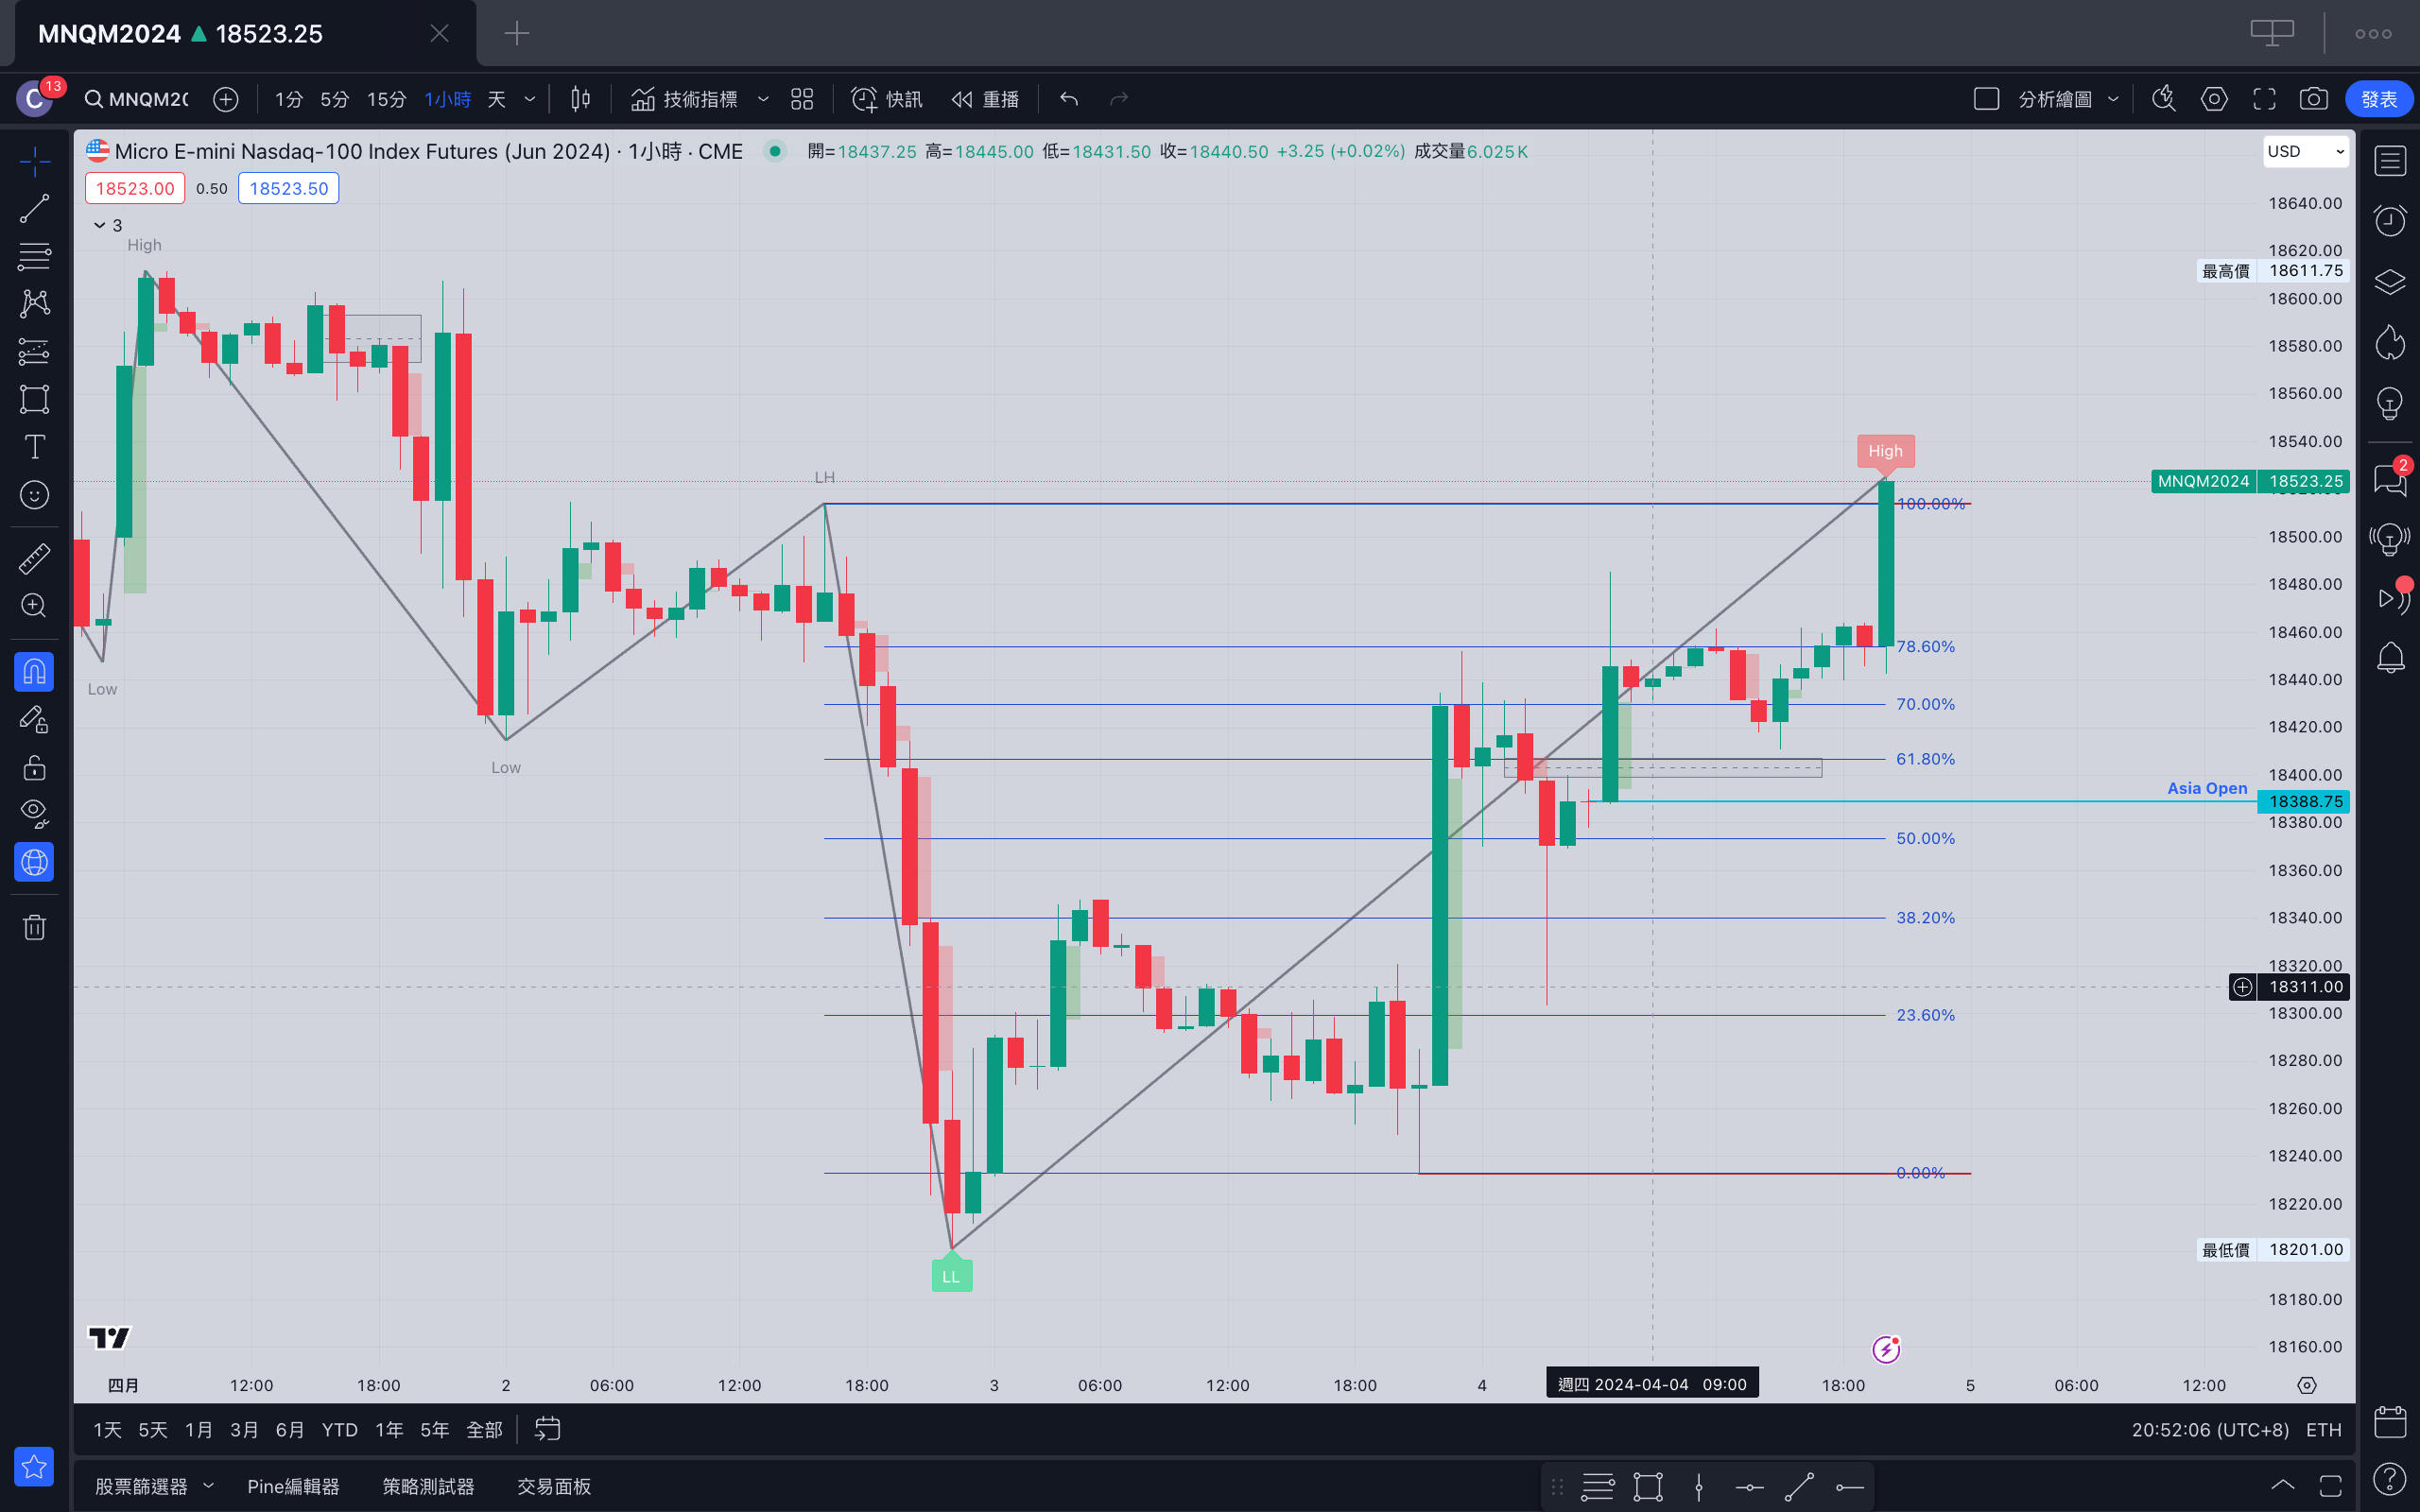 MNQM2024 ▲ 18523.25
C 13 MNQM20 1分 5分 15分 1小時 天 技術指標 快訊 重播 分析繪圖 發表
Micro E-mini Nasdaq-100 Index Futures (Jun 2024) · 1小時 · CME 開=18437.25 高=18445.00 低=18431.50 收=18440.50 +3.25 (+0.02%) 成交量6.025K
USD
18523.00 0.50 18523.50
3
18640.00
High
18620.00
最高價 18611.75
18600.00
18580.00
18560.00
18540.00
High
LH
MNQM2024 18523.25
2
100.00%
18500.00
18480.00
18460.00
78.60%
Low
18440.00
70.00%
18420.00
61.80%
Low
18400.00
Asia Open
18388.75
18380.00
50.00%
18360.00
38.20%
18340.00
18320.00
18311.00
23.60%
18300.00
18280.00
18260.00
18240.00
0.00%
18220.00
最低價 18201.00
LL
18180.00
18160.00
四月 12:00 18:00 2 06:00 12:00 18:00 3 06:00 12:00 18:00 4 週四 2024-04-04 09:00 18:00 5 06:00 12:00
1天 5天 1月 3月 6月 YTD 1年 5年 全部 20:52:06 (UTC+8) ETH
股票篩選器 Pine編輯器 策略測試器 交易面板